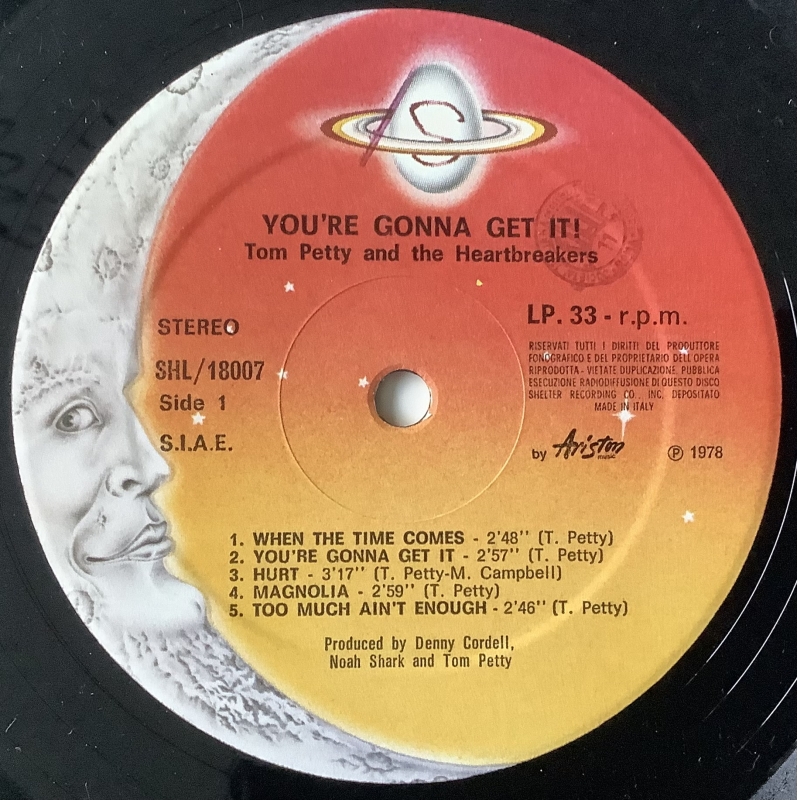 YOU'RE GONNA GET IT!
Tom Petty and the Heartbreakers
STEREO
SHL/18007
Side 1
S.I.A.E.
LP. 33 - r.p.m.
RISERVATI TUTTI I DIRITTI DEL PRODUTTORE
FONOGRAFICO E DEL PROPRIETARIO DELL'OPERA
RIPRODOTTA - VIETATE DUPLICAZIONE, PUBBLICA
ESECUZIONE RADIODIFFUSIONE DI QUESTO DISCO
SHELTER RECORDING CO., INC. DEPOSITATO
MADE IN ITALY
by Ariston music ℗ 1978
1. WHEN THE TIME COMES - 2'48'' (T. Petty)
2. YOU'RE GONNA GET IT - 2'57'' (T. Petty)
3. HURT - 3'17'' (T. Petty-M. Campbell)
4. MAGNOLIA - 2'59'' (T. Petty)
5. TOO MUCH AIN'T ENOUGH - 2'46'' (T. Petty)
Produced by Denny Cordell,
Noah Shark and Tom Petty